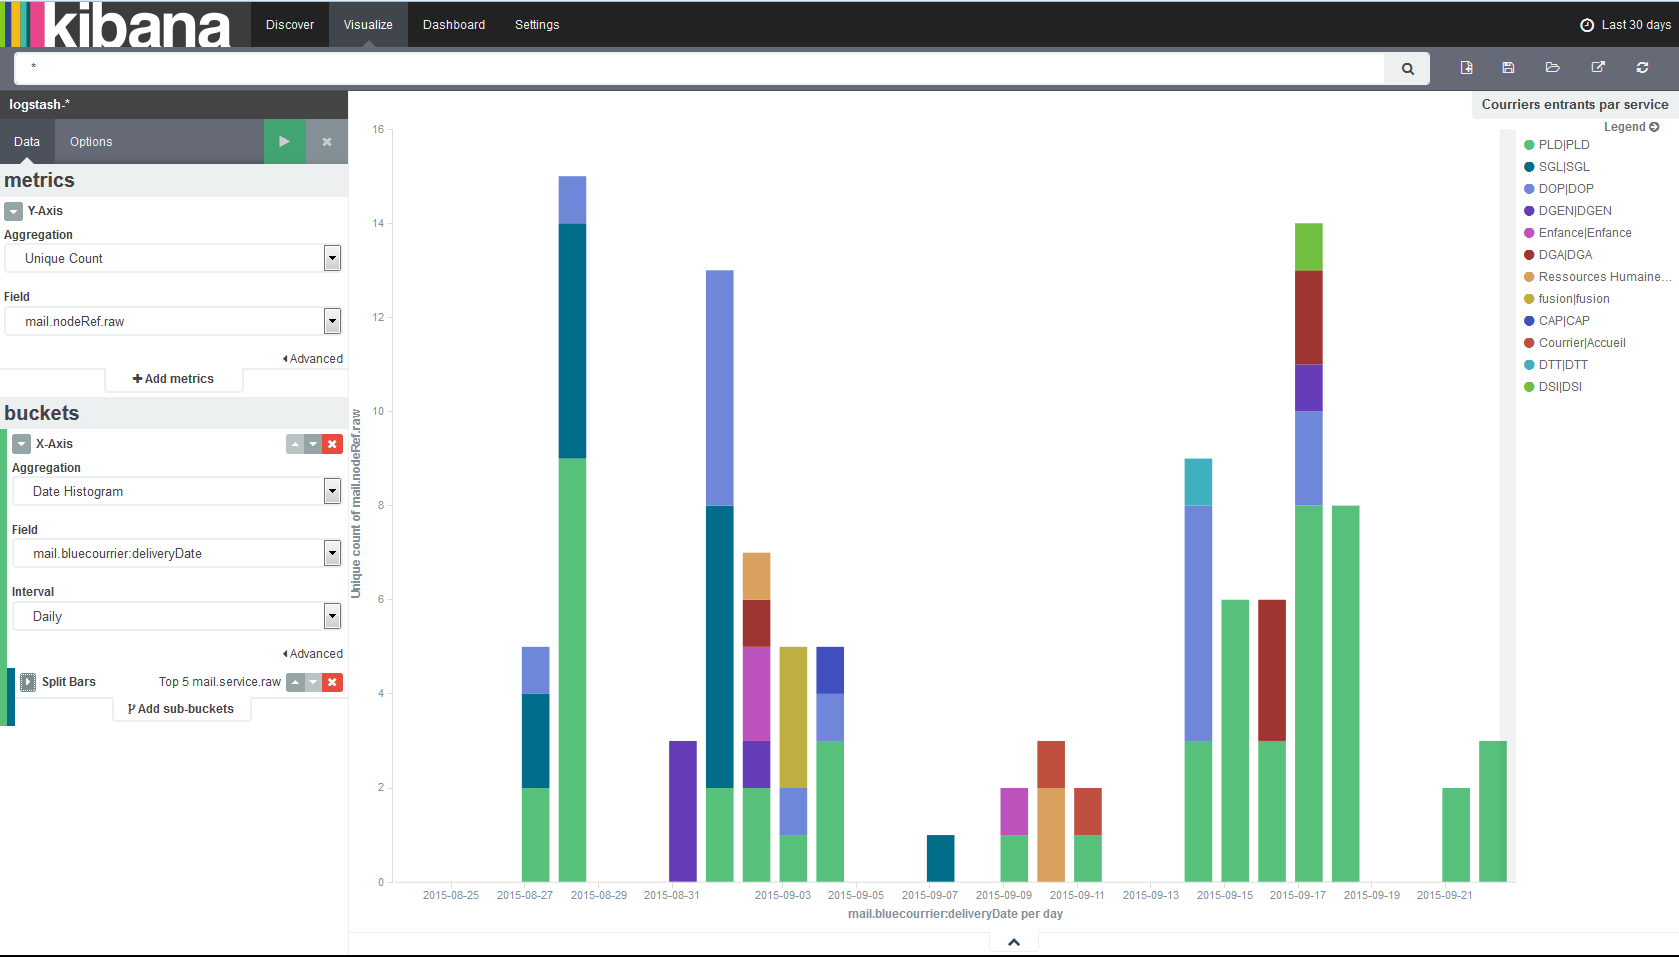 kibana
Discover
Visualize
Dashboard
Settings
Last 30 days
*
logstash-*
Data
Options
metrics
Y-Axis
Aggregation
Unique Count
Field
mail.nodeRef.raw
Advanced
Add metrics
buckets
X-Axis
Aggregation
Date Histogram
Field
mail.bluecourrier:deliveryDate
Interval
Daily
Advanced
Split Bars Top 5 mail.service.raw
Add sub-buckets
Unique count of mail.nodeRef.raw
16
14
12
10
8
6
4
2
0
2015-08-25 2015-08-27 2015-08-29 2015-08-31 2015-09-03 2015-09-05 2015-09-07 2015-09-09 2015-09-11 2015-09-13 2015-09-15 2015-09-17 2015-09-19 2015-09-21
mail.bluecourrier:deliveryDate per day
Courriers entrants par service
Legend
PLD|PLD
SGL|SGL
DOP|DOP
DGEN|DGEN
Enfance|Enfance
DGA|DGA
Ressources Humaine...
fusion|fusion
CAP|CAP
Courrier|Accueil
DTT|DTT
DSI|DSI